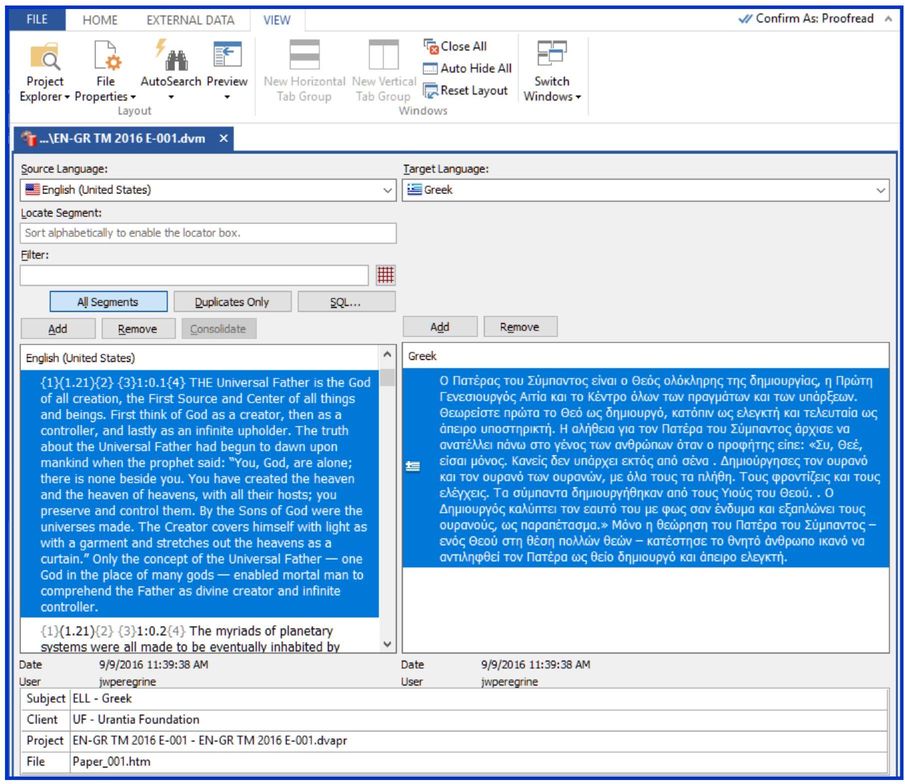 FILE HOME EXTERNAL DATA VIEW Confirm As: Proofread
Project Explorer
File Properties
AutoSearch
Preview
Layout
New Horizontal Tab Group
New Vertical Tab Group
Close All
Auto Hide All
Reset Layout
Switch Windows
Windows
...\EN-GR TM 2016 E-001.dvm ×
Source Language:
English (United States)
Target Language:
Greek
Locate Segment:
Sort alphabetically to enable the locator box.
Filter:
All Segments Duplicates Only SQL...
Add Remove Consolidate
Add Remove
English (United States)
{1}{1.21}{2} {3}1:0.1{4} THE Universal Father is the God
of all creation, the First Source and Center of all things
and beings. First think of God as a creator, then as a
controller, and lastly as an infinite upholder. The truth
about the Universal Father had begun to dawn upon
mankind when the prophet said: “You, God, are alone;
there is none beside you. You have created the heaven
and the heaven of heavens, with all their hosts; you
preserve and control them. By the Sons of God were the
universes made. The Creator covers himself with light as
with a garment and stretches out the heavens as a
curtain.” Only the concept of the Universal Father — one
God in the place of many gods — enabled mortal man to
comprehend the Father as divine creator and infinite
controller.
{1}{1.21}{2} {3}1:0.2{4} The myriads of planetary
systems were all made to be eventually inhabited by
Greek
Ο Πατέρας του Σύμπαντος είναι ο Θεός ολόκληρης της δημιουργίας, η Πρώτη
Γενεσιουργός Αιτία και το Κέντρο όλων των πραγμάτων και των υπάρξεων.
Θεωρείστε πρώτα το Θεό ως δημιουργό, κατόπιν ως ελεγκτή και τελευταία ως
άπειρο υποστηρικτή. Η αλήθεια για τον Πατέρα του Σύμπαντος άρχισε να
ανατέλλει πάνω στο γένος των ανθρώπων όταν ο προφήτης είπε: «Συ, Θεέ,
είσαι μόνος. Κανείς δεν υπάρχει εκτός από σένα . Δημιούργησες τον ουρανό
και τον ουρανό των ουρανών, με όλα τους τα πλήθη. Τους φροντίζεις και τους
ελέγχεις. Τα σύμπαντα δημιουργήθηκαν από τους Υιούς του Θεού. . Ο
Δημιουργός καλύπτει τον εαυτό του με φως σαν ένδυμα και εξαπλώνει τους
ουρανούς, ως παραπέτασμα.» Μόνο η θεώρηση του Πατέρα του Σύμπαντος –
ενός Θεού στη θέση πολλών θεών – κατέστησε το θνητό άνθρωπο ικανό να
αντιληφθεί τον Πατέρα ως θείο δημιουργό και άπειρο ελεγκτή.
Date 9/9/2016 11:39:38 AM
User jwperegrine
Date 9/9/2016 11:39:38 AM
User jwperegrine
Subject ELL - Greek
Client UF - Urantia Foundation
Project EN-GR TM 2016 E-001 - EN-GR TM 2016 E-001.dvapr
File Paper_001.htm